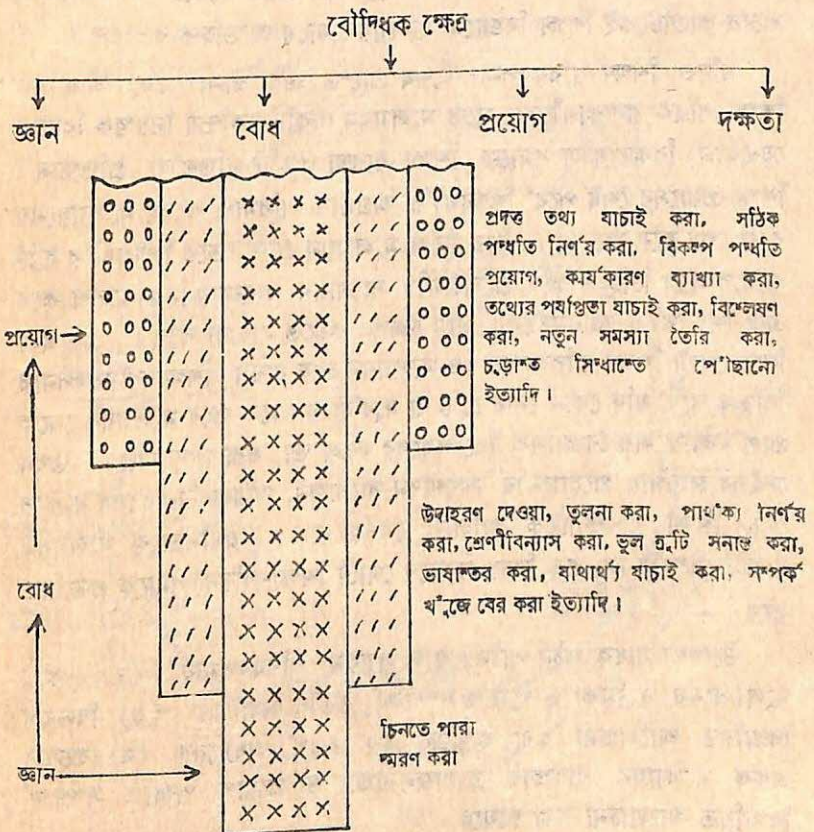 বৌদ্ধিক ক্ষেত্র
জ্ঞান বোধ প্রয়োগ দক্ষতা
প্রদত্ত তথ্য যাচাই করা, সঠিক
পদ্ধতি নির্ণয় করা, বিকল্প পদ্ধতি
প্রয়োগ, কার্যকারণ ব্যাখ্যা করা,
তথ্যের পর্যাপ্ততা যাচাই করা, বিশ্লেষণ
প্রয়োগ
করা, নতুন সমস্যা তৈরি করা,
চূড়ান্ত সিদ্ধান্তে পৌঁছানো
ইত্যাদি।
উদাহরণ দেওয়া, তুলনা করা, পার্থক্য নির্ণয়
করা, শ্রেণীবিন্যাস করা, ভুল ত্রুটি সনাক্ত করা,
ভাষান্তর করা, যাথার্থ্য যাচাই করা, সম্পর্ক
বোধ
খুঁজে বের করা ইত্যাদি।
চিনতে পারা
স্মরণ করা
জ্ঞান